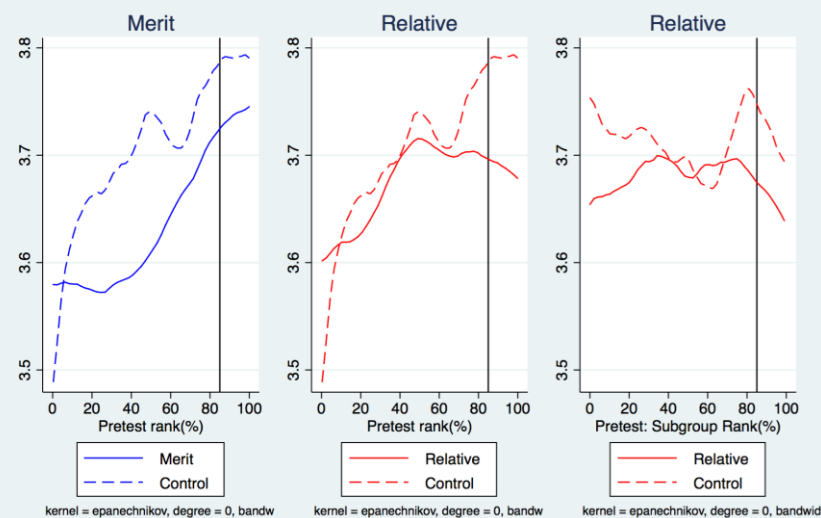 Merit
3.8
3.7
3.6
3.5
0 20 40 60 80 100
Pretest rank(%)
Merit
Control
kernel = epanechnikov, degree = 0, bandw
Relative
3.8
3.7
3.6
3.5
0 20 40 60 80 100
Pretest rank(%)
Relative
Control
kernel = epanechnikov, degree = 0, bandw
Relative
3.8
3.7
3.6
3.5
0 20 40 60 80 100
Pretest: Subgroup Rank(%)
Relative
Control
kernel = epanechnikov, degree = 0, bandwid